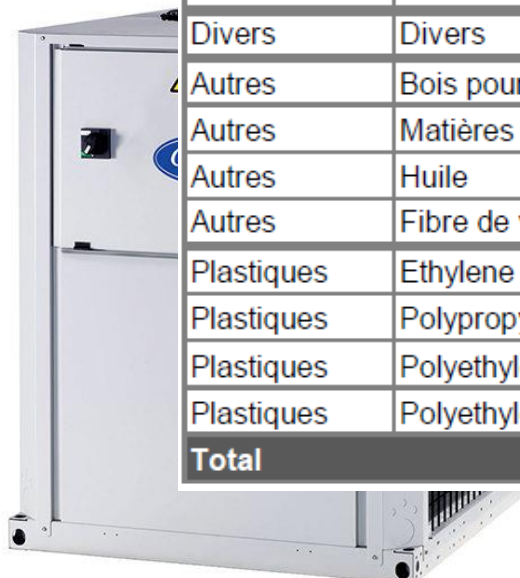 Divers Divers
Autres Bois pour
Autres Matières
Autres Huile
Autres Fibre de
Plastiques Ethylene
Plastiques
Plastiques
Plastiques
Total